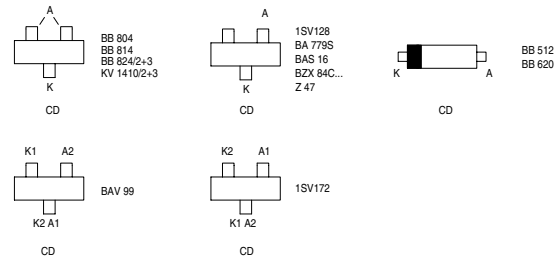 A
BB 804
BB 814
BB 824/2+3
KV 1410/2+3
K
CD
A
1SV128
BA 779S
BAS 16
BZX 84C...
Z 47
K
CD
K
A
BB 512
BB 620
CD
K1 A2
BAV 99
K2 A1
CD
K2 A1
1SV172
K1 A2
CD